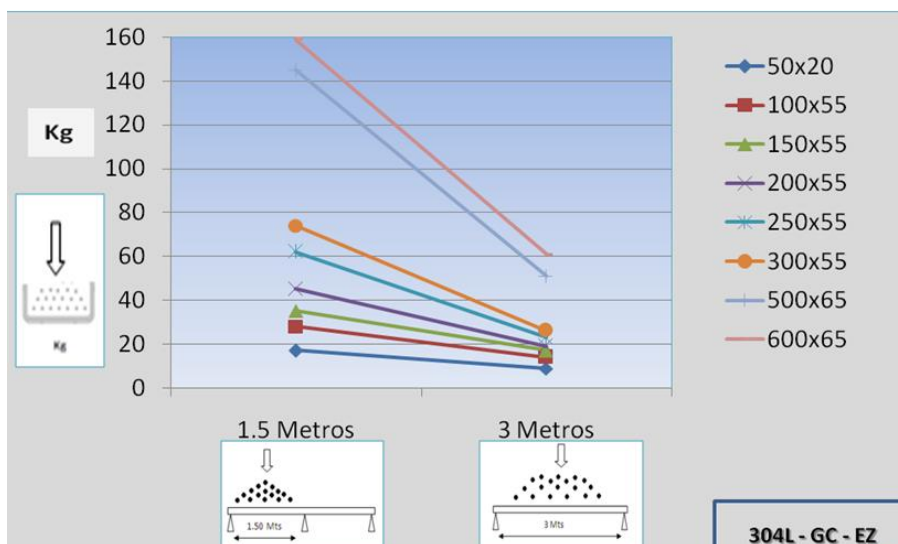 160
140
120
100
80
60
40
20
0
Kg
Kg
50x20
100x55
150x55
200x55
250x55
300x55
500x65
600x65
1.5 Metros
3 Metros
1.50 Mts
3 Mts
304L - GC - EZ